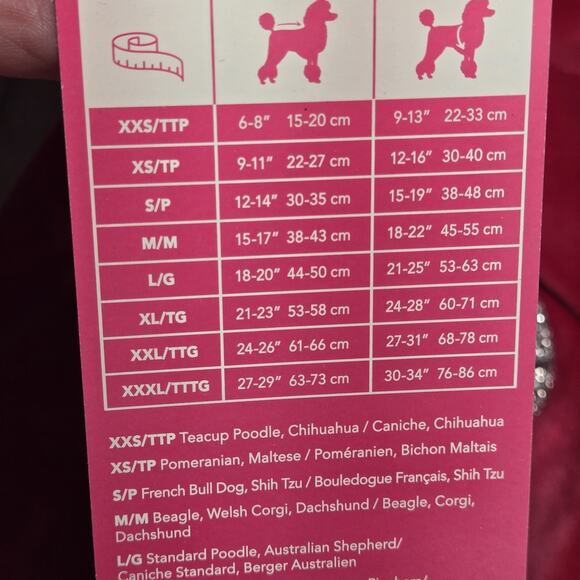 XXS/TTP 6-8" 15-20 cm 9-13" 22-33 cm
XS/TP 9-11" 22-27 cm 12-16" 30-40 cm
S/P 12-14" 30-35 cm 15-19" 38-48 cm
M/M 15-17" 38-43 cm 18-22" 45-55 cm
L/G 18-20" 44-50 cm 21-25" 53-63 cm
XL/TG 21-23" 53-58 cm 24-28" 60-71 cm
XXL/TTG 24-26" 61-66 cm 27-31" 68-78 cm
XXXL/TTTG 27-29" 63-73 cm 30-34" 76-86 cm
XXS/TTP Teacup Poodle, Chihuahua / Caniche, Chihuahua
XS/TP Pomeranian, Maltese / Poméranien, Bichon Maltais
S/P French Bull Dog, Shih Tzu / Bouledogue Français, Shih Tzu
M/M Beagle, Welsh Corgi, Dachshund / Beagle, Corgi,
Dachshund
L/G Standard Poodle, Australian Shepherd/
Caniche Standard, Berger Australien